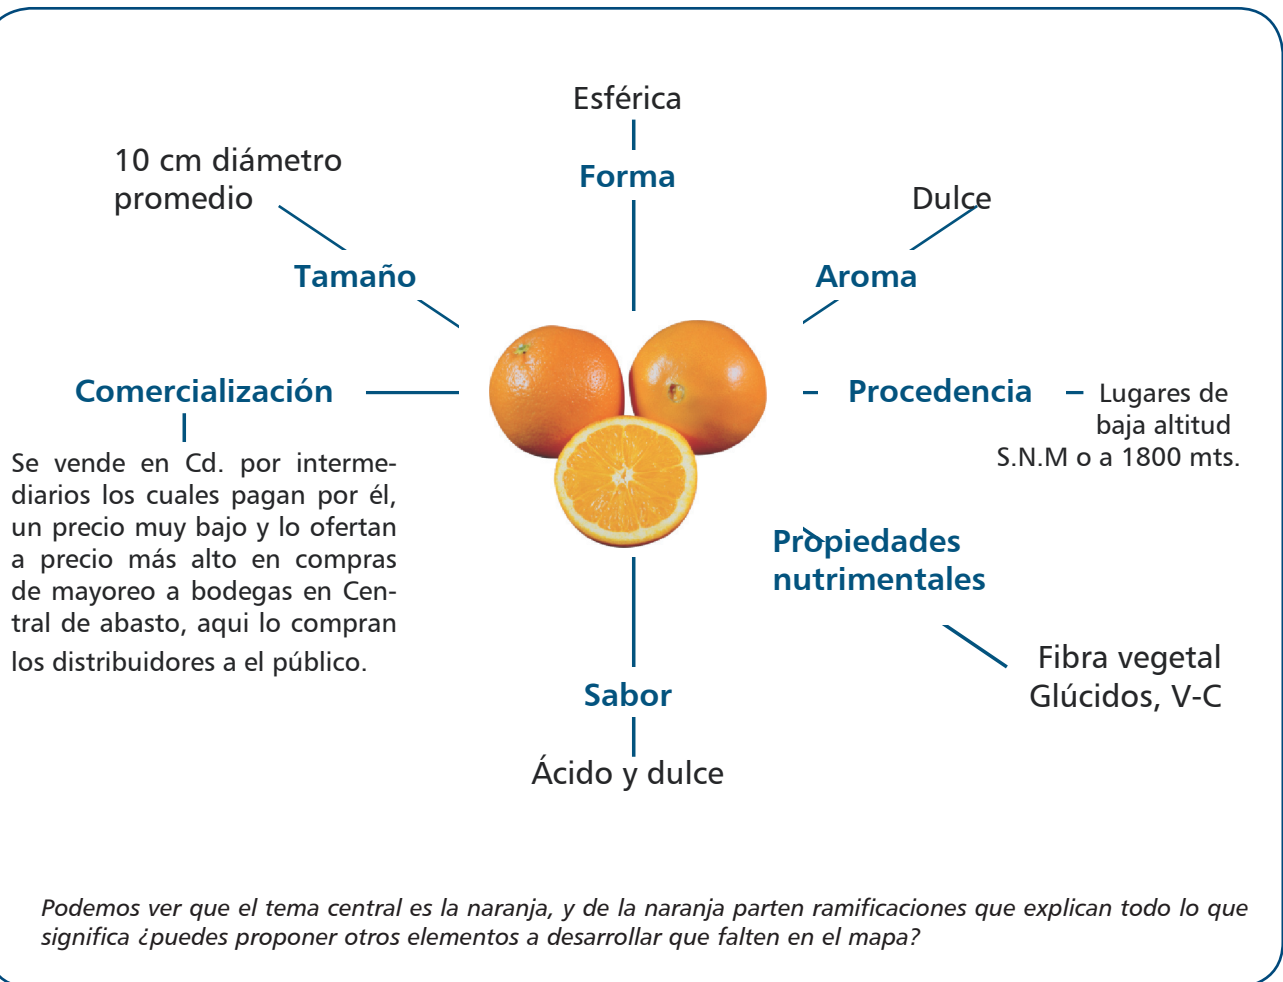 Esférica
Forma
10 cm diámetro
promedio
Tamaño
Dulce
Aroma
Comercialización
Se vende en Cd. por interme-
diarios los cuales pagan por él,
un precio muy bajo y lo ofertan
a precio más alto en compras
de mayoreo a bodegas en Cen-
tral de abasto, aqui lo compran
los distribuidores a el público.
Procedencia
Lugares de
baja altitud
S.N.M o a 1800 mts.
Propiedades
nutrimentales
Fibra vegetal
Glúcidos, V-C
Sabor
Ácido y dulce
Podemos ver que el tema central es la naranja, y de la naranja parten ramificaciones que explican todo lo que
significa ¿puedes proponer otros elementos a desarrollar que falten en el mapa?